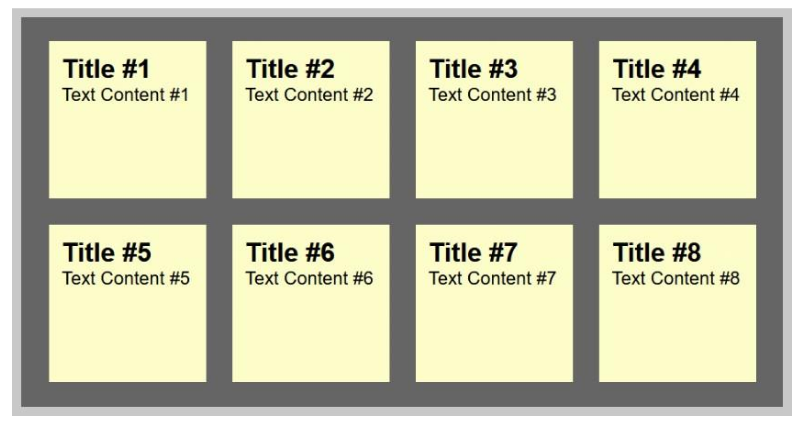 Title #1
Text Content #1
Title #2
Text Content #2
Title #3
Text Content #3
Title #4
Text Content #4
Title #5
Text Content #5
Title #6
Text Content #6
Title #7
Text Content #7
Title #8
Text Content #8